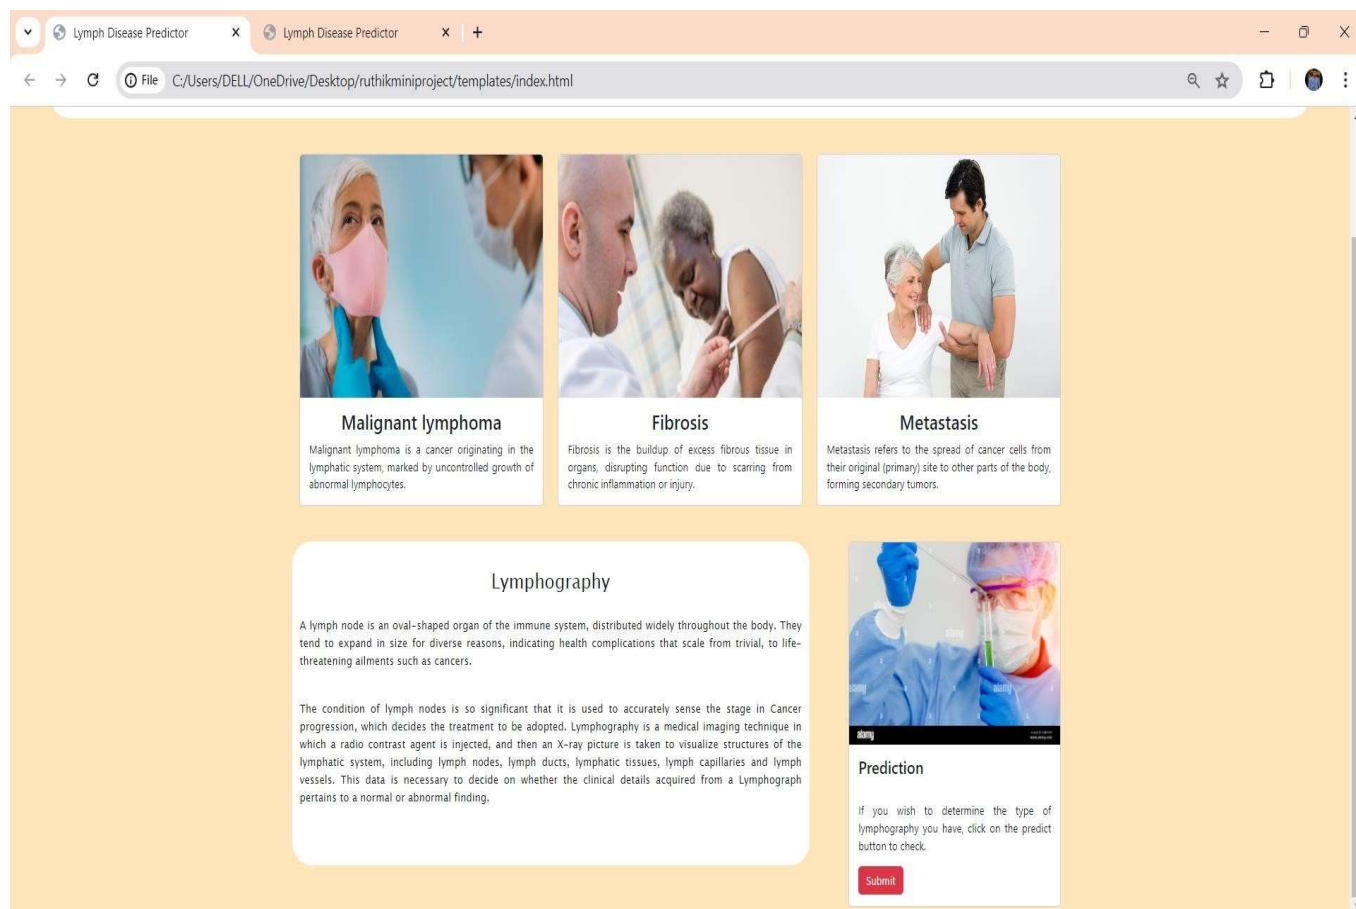 Lymph Disease Predictor
Lymph Disease Predictor
File C:/Users/DELL/OneDrive/Desktop/ruthikminiproject/templates/index.html
Malignant lymphoma
Malignant lymphoma is a cancer originating in the
lymphatic system, marked by uncontrolled growth of
abnormal lymphocytes.
Fibrosis
Fibrosis is the buildup of excess fibrous tissue in
organs, disrupting function due to scarring from
chronic inflammation or injury.
Metastasis
Metastasis refers to the spread of cancer cells from
their original (primary) site to other parts of the body,
forming secondary tumors.
Lymphography
A lymph node is an oval-shaped organ of the immune system, distributed widely throughout the body. They
tend to expand in size for diverse reasons, indicating health complications that scale from trivial, to life-
threatening ailments such as cancers.
The condition of lymph nodes is so significant that it is used to accurately sense the stage in Cancer
progression, which decides the treatment to be adopted. Lymphography is a medical imaging technique in
which a radio contrast agent is injected, and then an X-ray picture is taken to visualize structures of the
lymphatic system, including lymph nodes, lymph ducts, lymphatic tissues, lymph capillaries and lymph
vessels. This data is necessary to decide on whether the clinical details acquired from a Lymphograph
pertains to a normal or abnormal finding.
alamy
alamy
alamy
alamy
Prediction
If you wish to determine the type of
lymphography you have, click on the predict
button to check.
Submit